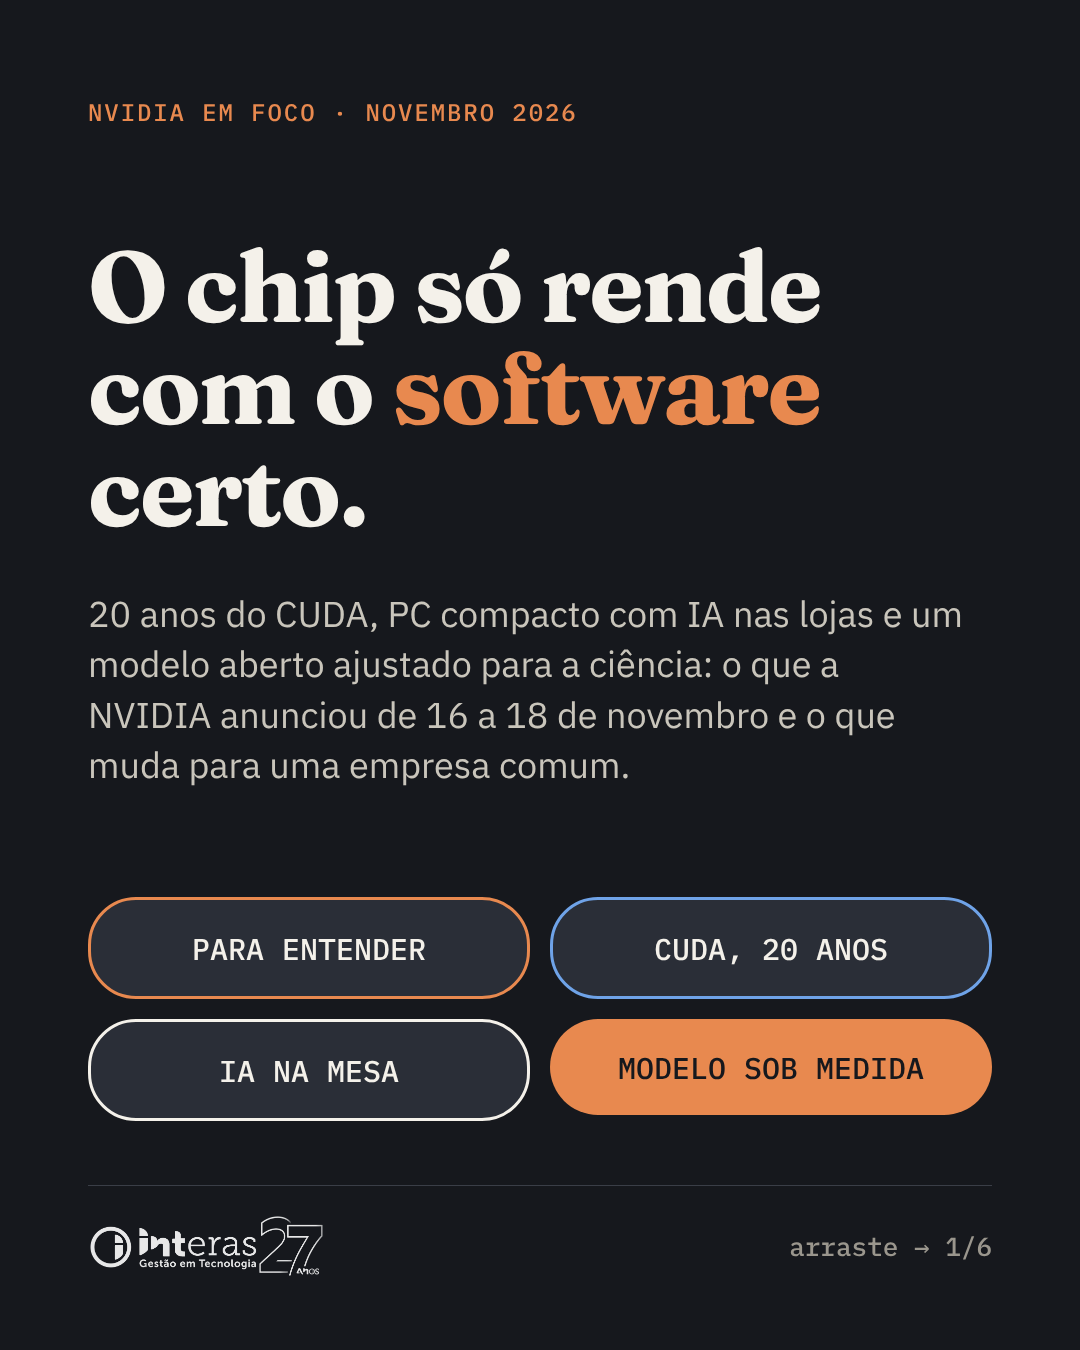 NVIDIA EM FOCO · NOVEMBRO 2026
O chip só rende
com o software
certo.
20 anos do CUDA, PC compacto com IA nas lojas e um
modelo aberto ajustado para a ciência: o que a
NVIDIA anunciou de 16 a 18 de novembro e o que
muda para uma empresa comum.
PARA ENTENDER
CUDA, 20 ANOS
IA NA MESA
MODELO SOB MEDIDA
interas 27
Gestão em Tecnologia ANOS
arraste → 1/6